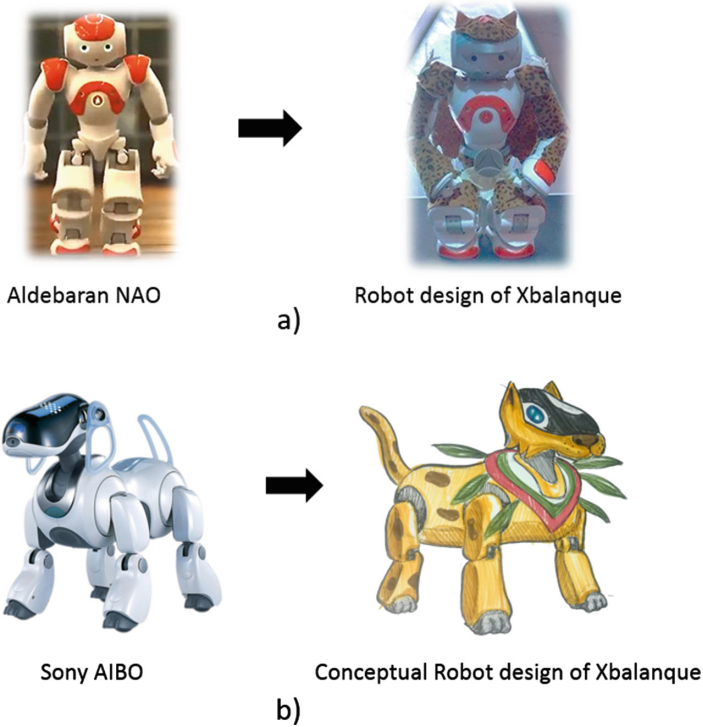 Aldebaran NAO
Robot design of Xbalanque
a)
Sony AIBO
Conceptual Robot design of Xbalanque
b)